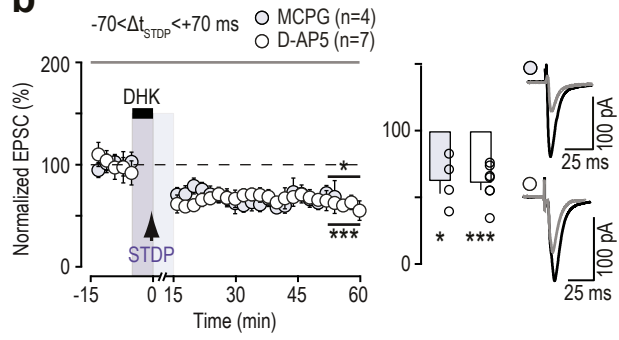 b
-70<Δt_STDP<+70 ms
MCPG (n=4)
D-AP5 (n=7)
Normalized EPSC (%)
200
100
0
DHK
*
***
STDP
-15 0 15 30 45 60
Time (min)
100
0
* ***
100 pA
25 ms
100 pA
25 ms